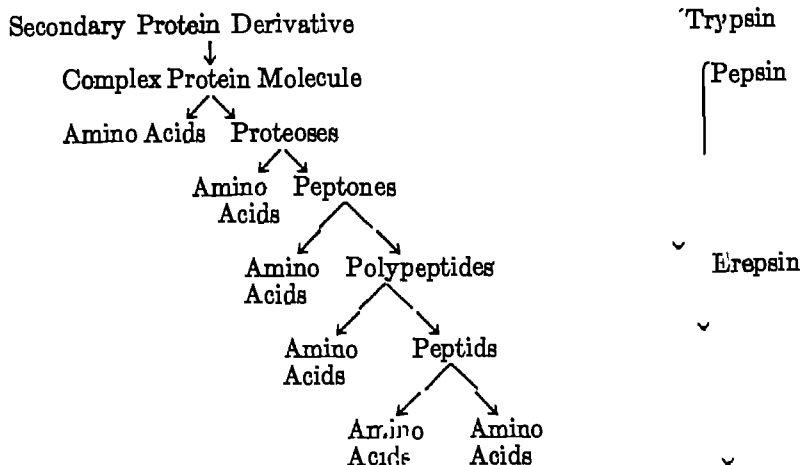 Secondary Protein Derivative Trypsin
Complex Protein Molecule Pepsin
Amino Acids Proteoses
Amino Peptones
Acids
Amino Polypeptides Erepsin
Acids
Amino Peptids
Acids
Amino Amino
Acids Acids